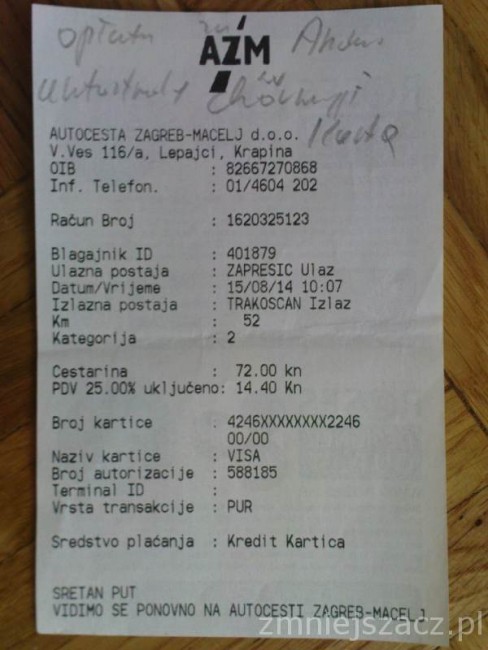 opłata za
AZM
AUTOCESTA ZAGREB-MACELJ d.o.o.
V.Ves 116/a, Lepajci, Krapina
OIB : 82667270868
Inf. Telefon. : 01/4604 202
Račun Broj : 1620325123
Blagajnik ID : 401879
Ulazna postaja : ZAPRESIC Ulaz
Datum/Vrijeme : 15/08/14 10:07
Izlazna postaja : TRAKOSCAN Izlaz
Km : 52
Kategorija : 2
Cestarina : 72.00 kn
PDV 25.00% uključeno: 14.40 Kn
Broj kartice : 4246XXXXXXXX2246
00/00
Naziv kartice : VISA
Broj autorizacije : 588185
Terminal ID :
Vrsta transakcije : PUR
Sredstvo plaćanja : Kredit Kartica
SRETAN PUT
VIDIMO SE PONOVNO NA AUTOCESTI ZAGREB-MACELJ
zmniejszacz.pl